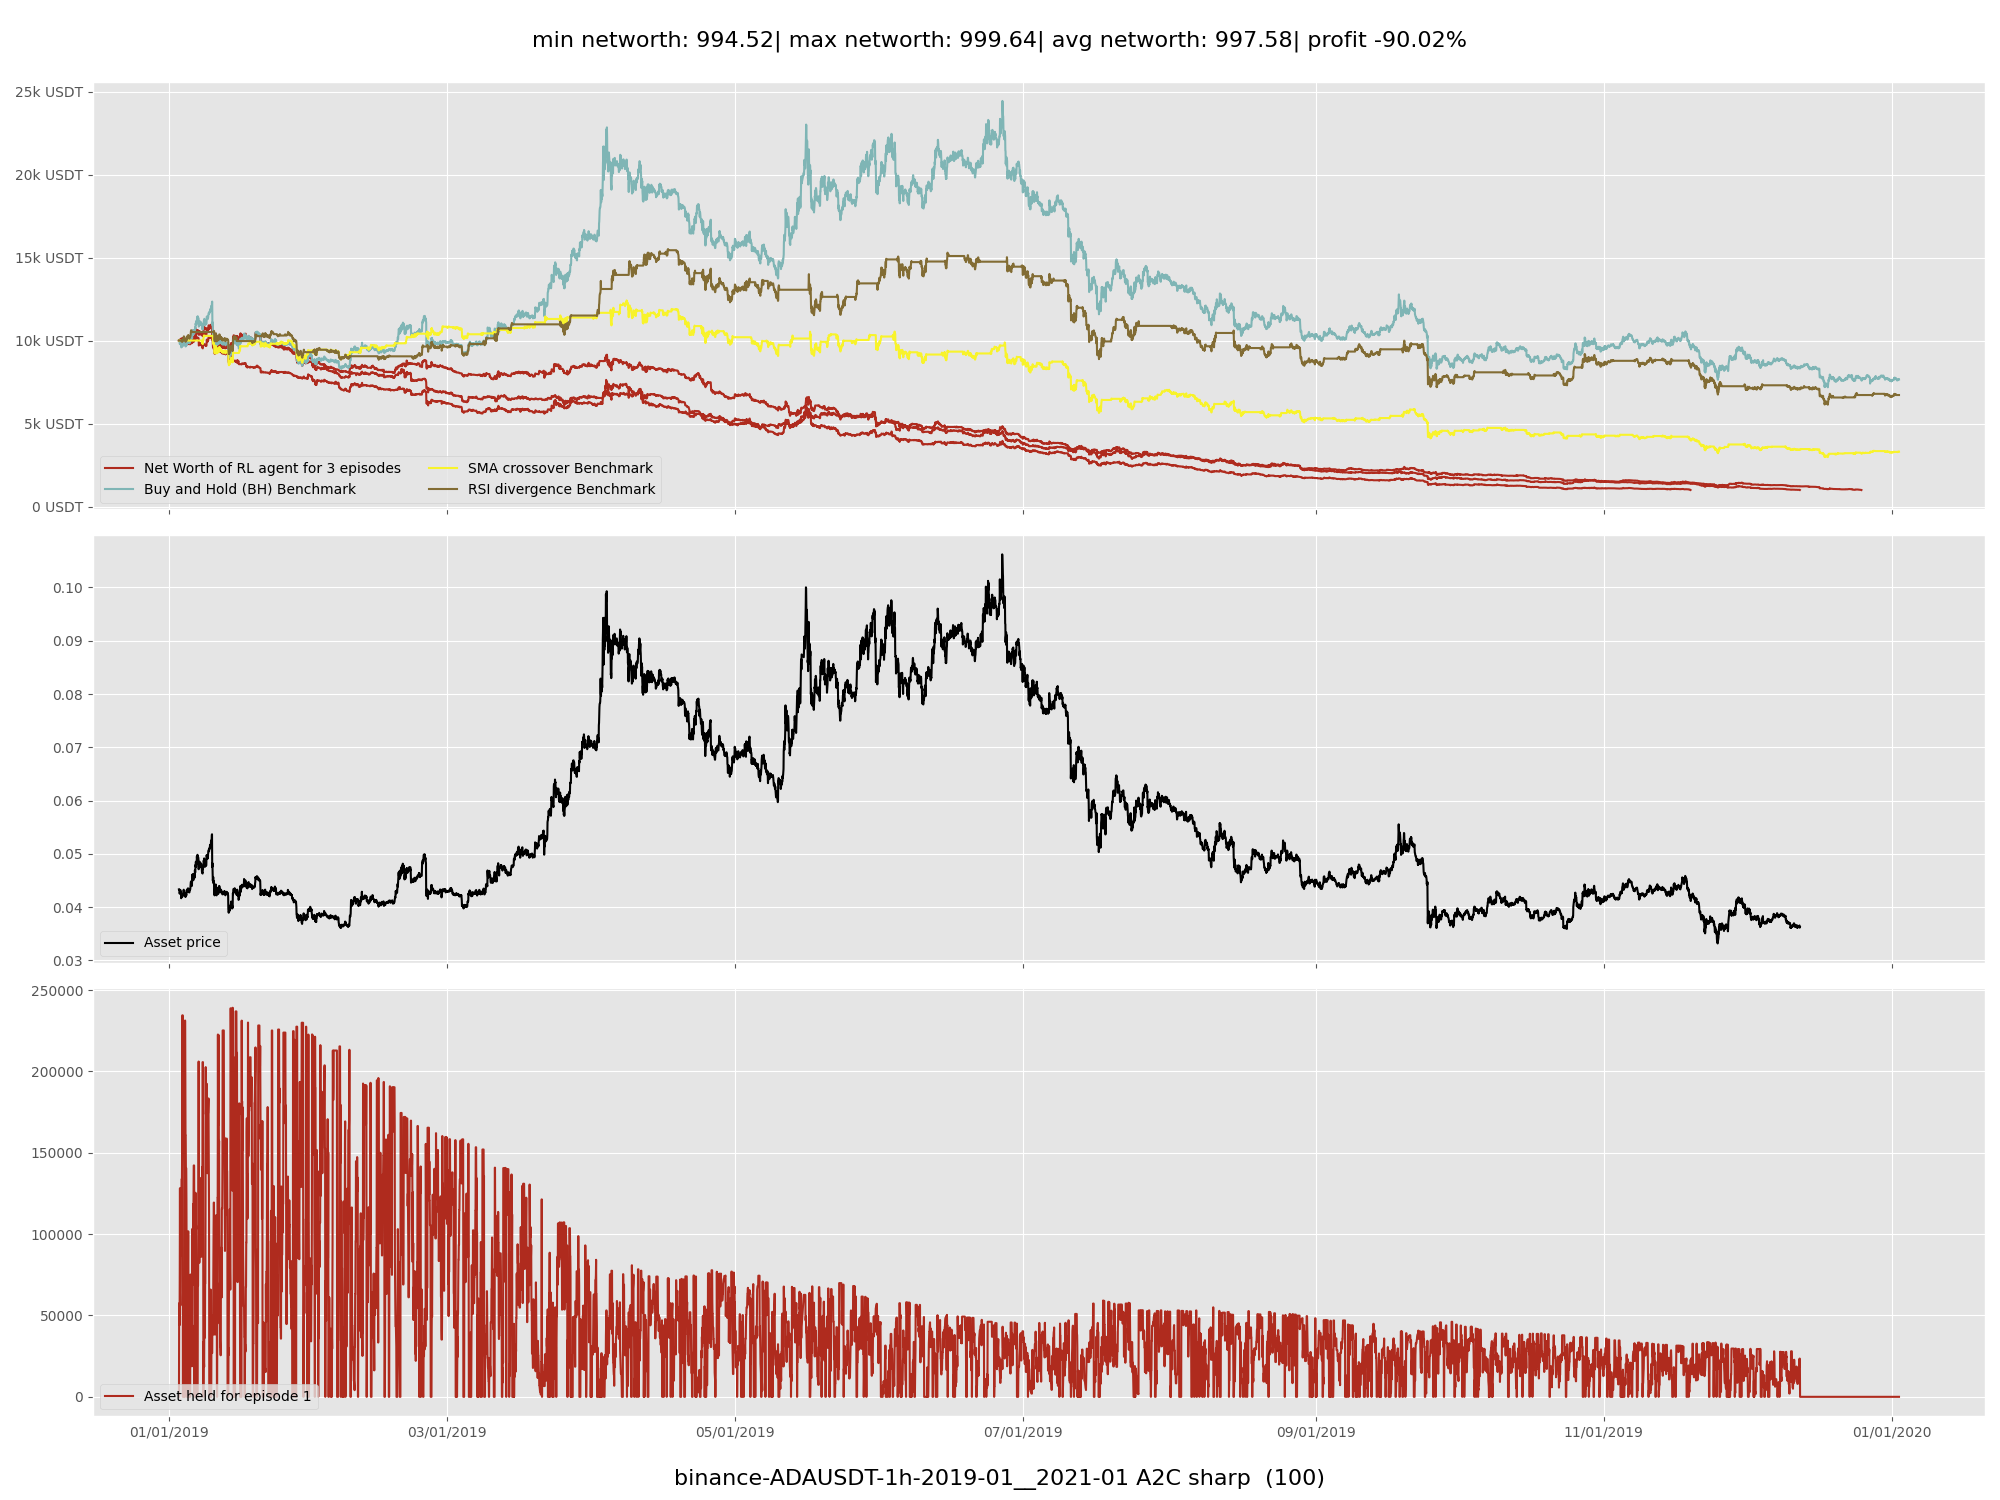 min networth: 994.52| max networth: 999.64| avg networth: 997.58| profit -90.02%
25k USDT
20k USDT
15k USDT
10k USDT
5k USDT
0 USDT
Net Worth of RL agent for 3 episodes
Buy and Hold (BH) Benchmark
SMA crossover Benchmark
RSI divergence Benchmark
0.10
0.09
0.08
0.07
0.06
0.05
0.04
0.03
Asset price
250000
200000
150000
100000
50000
0
Asset held for episode 1
01/01/2019 03/01/2019 05/01/2019 07/01/2019 09/01/2019 11/01/2019 01/01/2020
binance-ADAUSDT-1h-2019-01__2021-01 A2C sharp  (100)